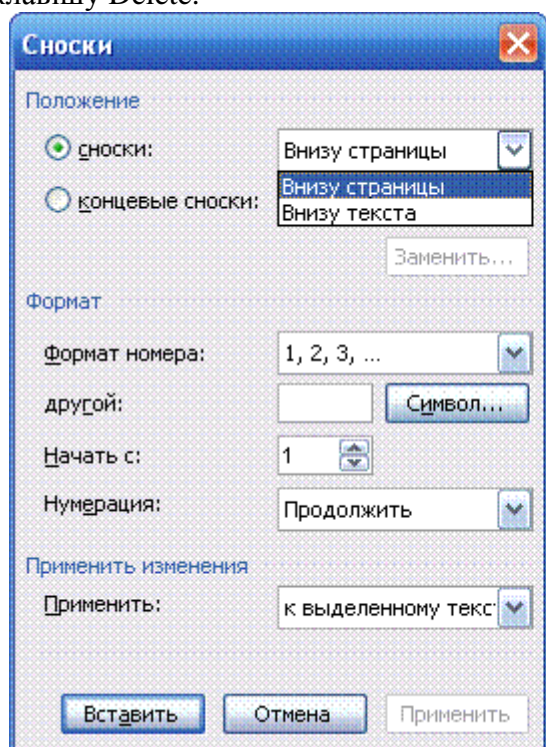 клавишу Delete.
Сноски
Положение
сноски: Внизу страницы
Внизу страницы
концевые сноски:
Внизу текста
Заменить...
Формат
Формат номера: 1, 2, 3, ...
другой: Символ...
Начать с: 1
Нумерация: Продолжить
Применить изменения
Применить: к выделенному текс
Вставить Отмена Применить